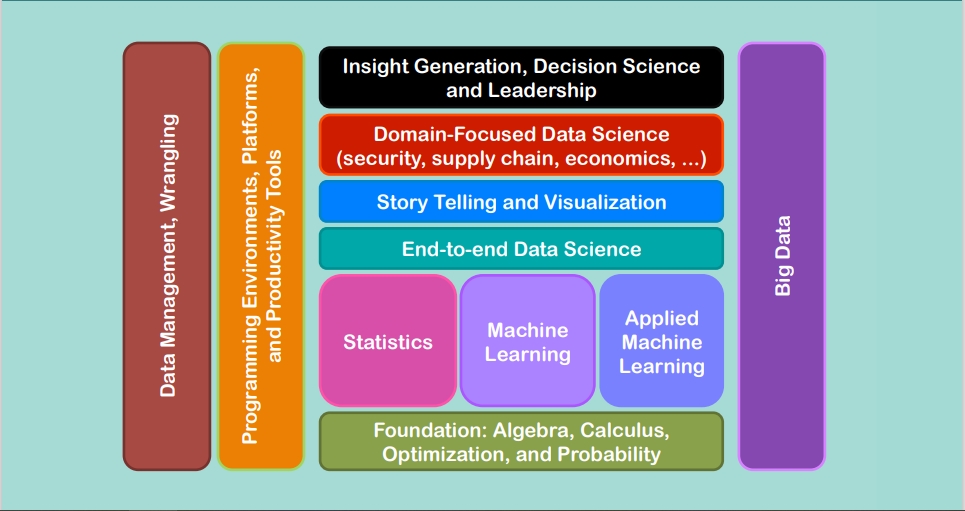 Data Management, Wrangling
Programming Environments, Platforms,
and Productivity Tools
Insight Generation, Decision Science
and Leadership
Domain-Focused Data Science
(security, supply chain, economics, ...)
Story Telling and Visualization
End-to-end Data Science
Statistics
Machine
Learning
Applied
Machine
Learning
Foundation: Algebra, Calculus,
Optimization, and Probability
Big Data